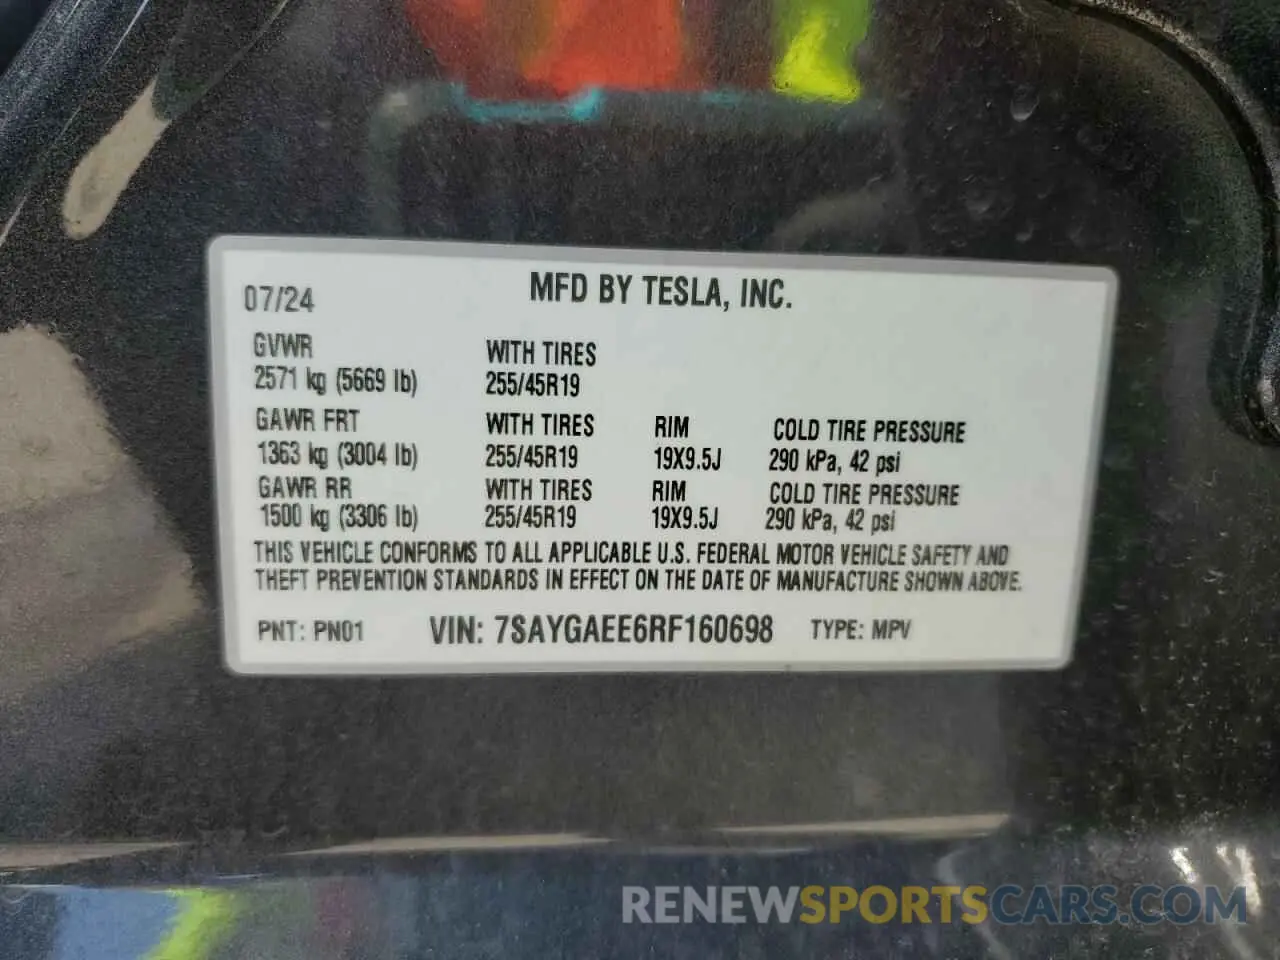 07/24 MFD BY TESLA, INC.
GVWR WITH TIRES
2571 kg (5669 lb) 255/45R19
GAWR FRT WITH TIRES RIM COLD TIRE PRESSURE
1363 kg (3004 lb) 255/45R19 19X9.5J 290 kPa, 42 psi
GAWR RR WITH TIRES RIM COLD TIRE PRESSURE
1500 kg (3306 lb) 255/45R19 19X9.5J 290 kPa, 42 psi
THIS VEHICLE CONFORMS TO ALL APPLICABLE U.S. FEDERAL MOTOR VEHICLE SAFETY AND
THEFT PREVENTION STANDARDS IN EFFECT ON THE DATE OF MANUFACTURE SHOWN ABOVE.
PNT: PN01 VIN: 7SAYGAEE6RF160698 TYPE: MPV
RENEWSPORTSCARS.COM